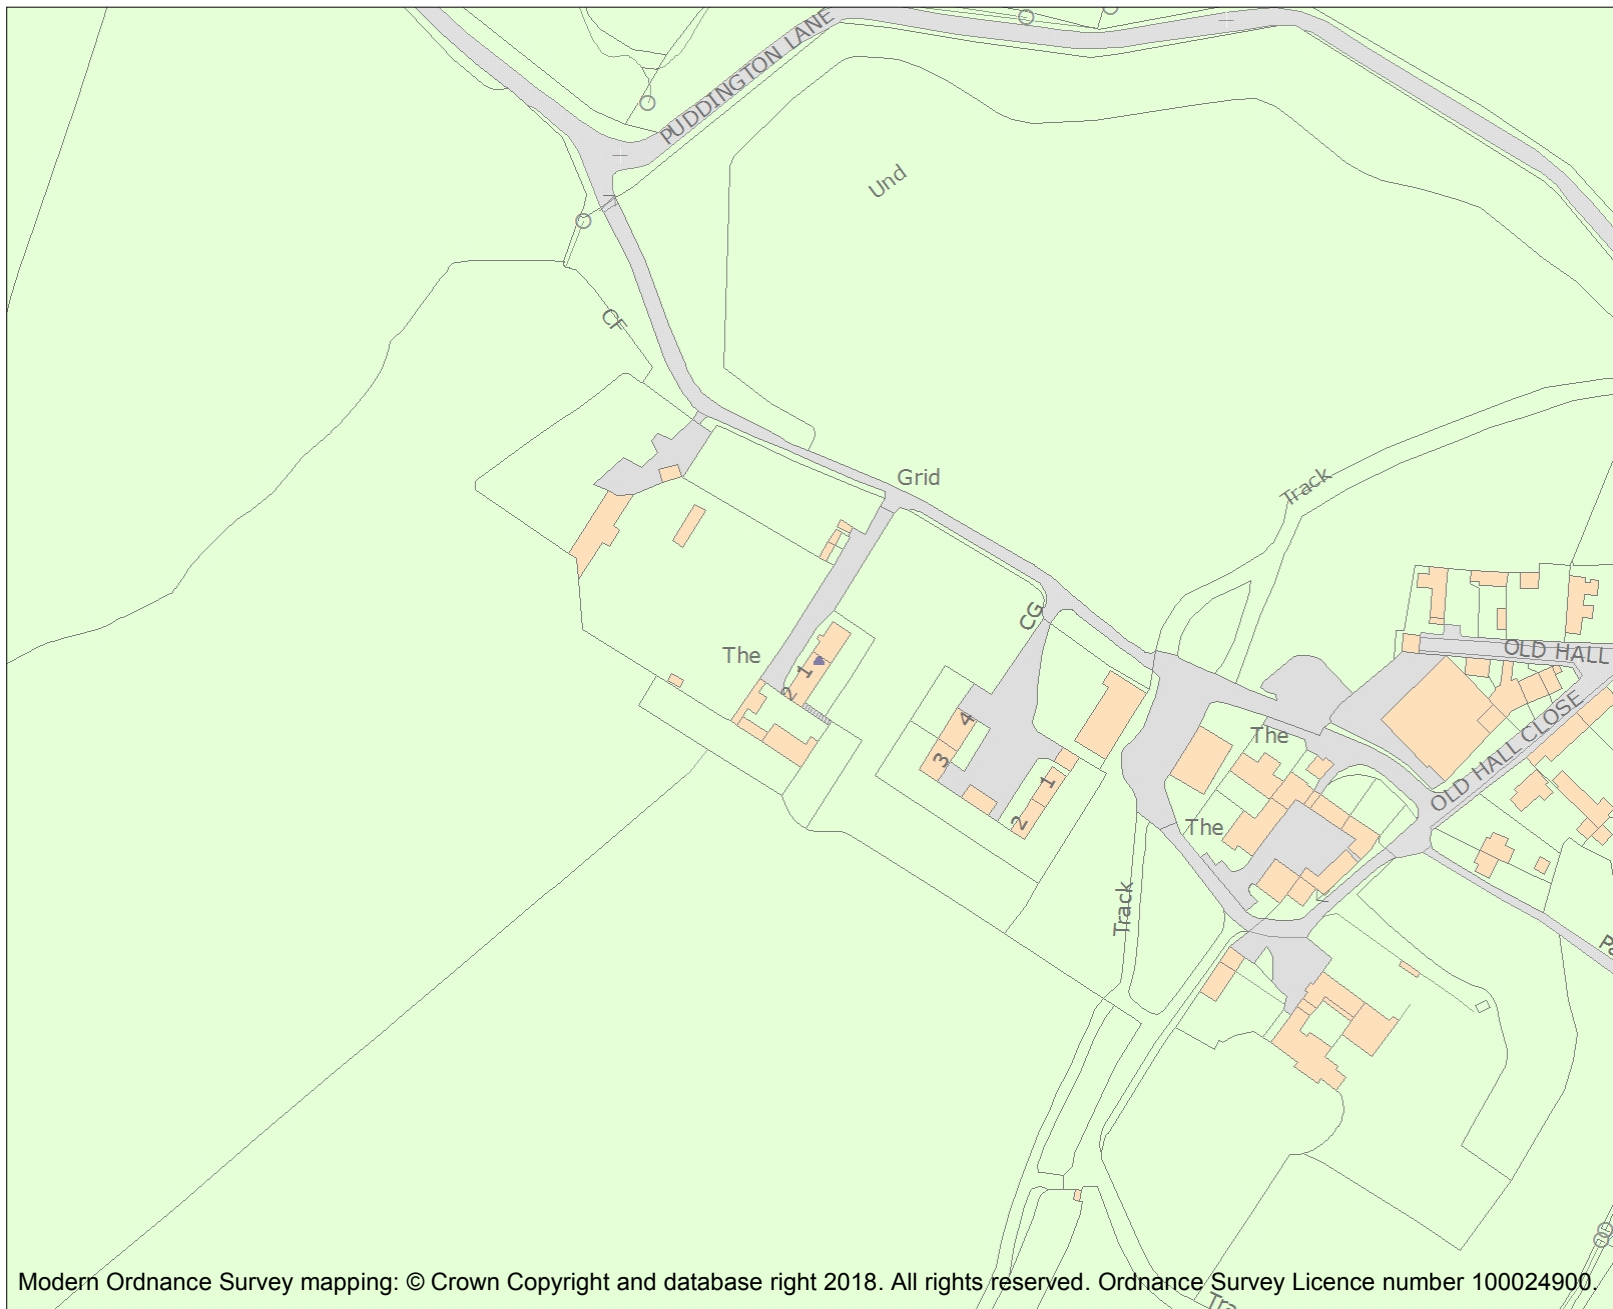 PUDDINGTON LANE
Und
CF
Grid
Track
CG
The
1
2
OLD HALL
4
3
The
1
2
OLD HALL CLOSE
The
Track
Modern Ordnance Survey mapping: © Crown Copyright and database right 2018. All rights reserved. Ordnance Survey Licence number 100024900.